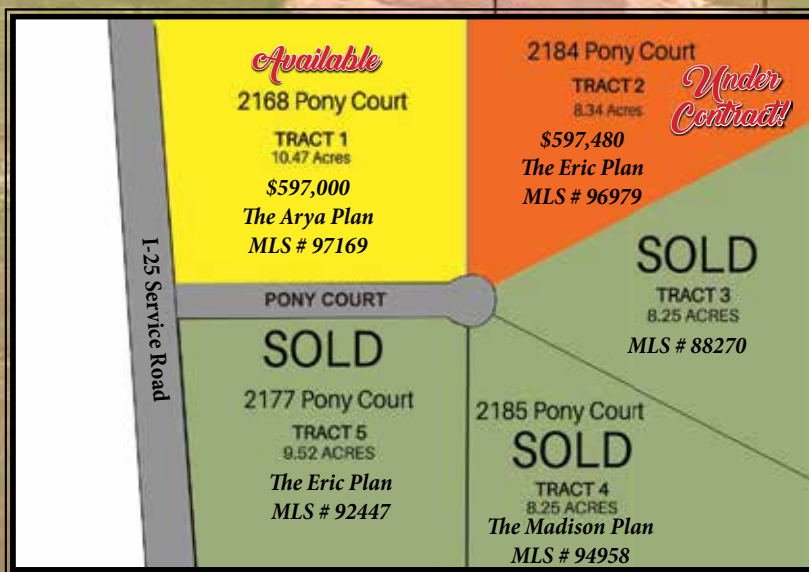 Available
2168 Pony Court
TRACT 1
10.47 Acres
$597,000
The Arya Plan
MLS # 97169
2184 Pony Court
TRACT 2
8.34 Acres
Under
Contract!
$597,480
The Eric Plan
MLS # 96979
I-25 Service Road
PONY COURT
SOLD
TRACT 3
8.25 ACRES
MLS # 88270
SOLD
2177 Pony Court
TRACT 5
9.52 ACRES
The Eric Plan
MLS # 92447
2185 Pony Court
SOLD
TRACT 4
8.25 ACRES
The Madison Plan
MLS # 94958